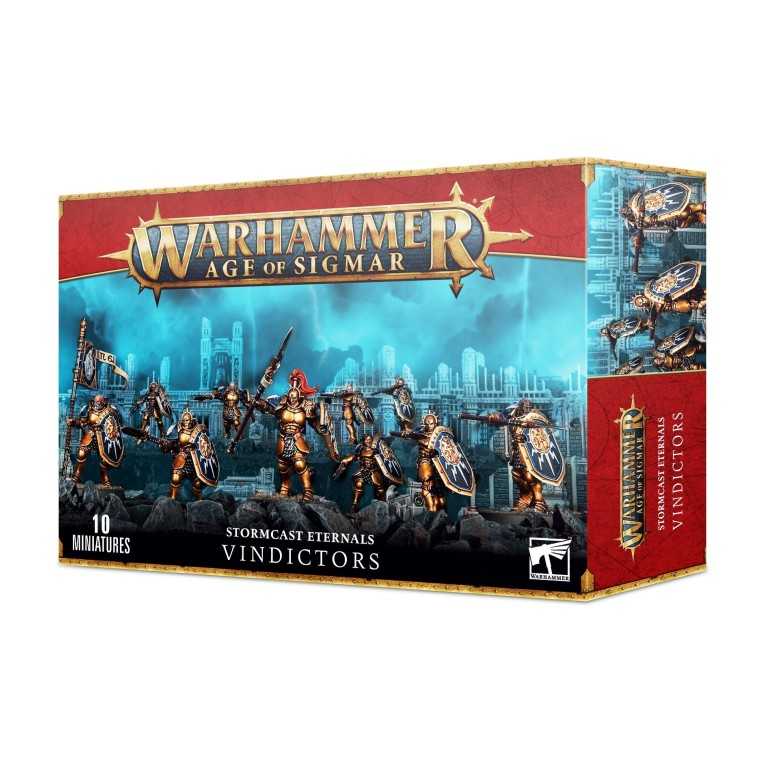 WARHAMMER
AGE OF SIGMAR
10
MINIATURES
STORMCAST ETERNALS
VINDICTORS
WARHAMMER
WARHAMMER
AGE OF SIGMAR
STORMCAST ETERNALS
VINDICTORS